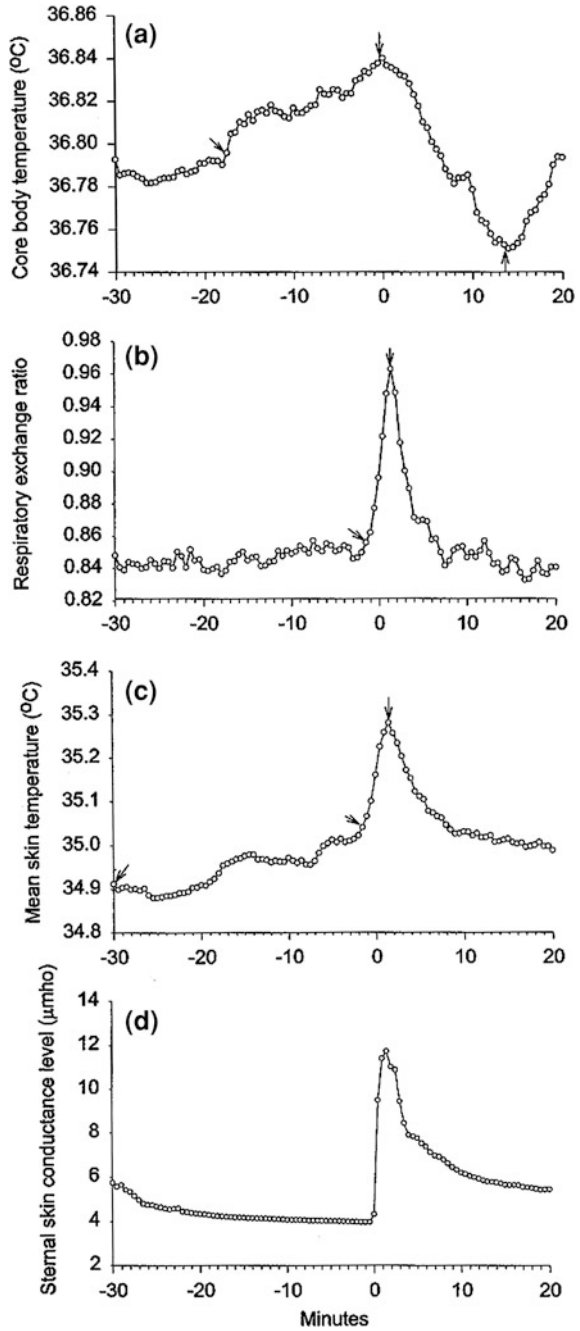 (a)
Core body temperature (ºC)
36.86
36.84
36.82
36.80
36.78
36.76
36.74
-30 -20 -10 0 10 20
(b)
Respiratory exchange ratio
0.98
0.96
0.94
0.92
0.90
0.88
0.86
0.84
0.82
-30 -20 -10 0 10 20
(c)
Mean skin temperature (ºC)
35.4
35.3
35.2
35.1
35.0
34.9
34.8
-30 -20 -10 0 10 20
(d)
Sternal skin conductance level (µmho)
14
12
10
8
6
4
2
-30 -20 -10 0 10 20
Minutes